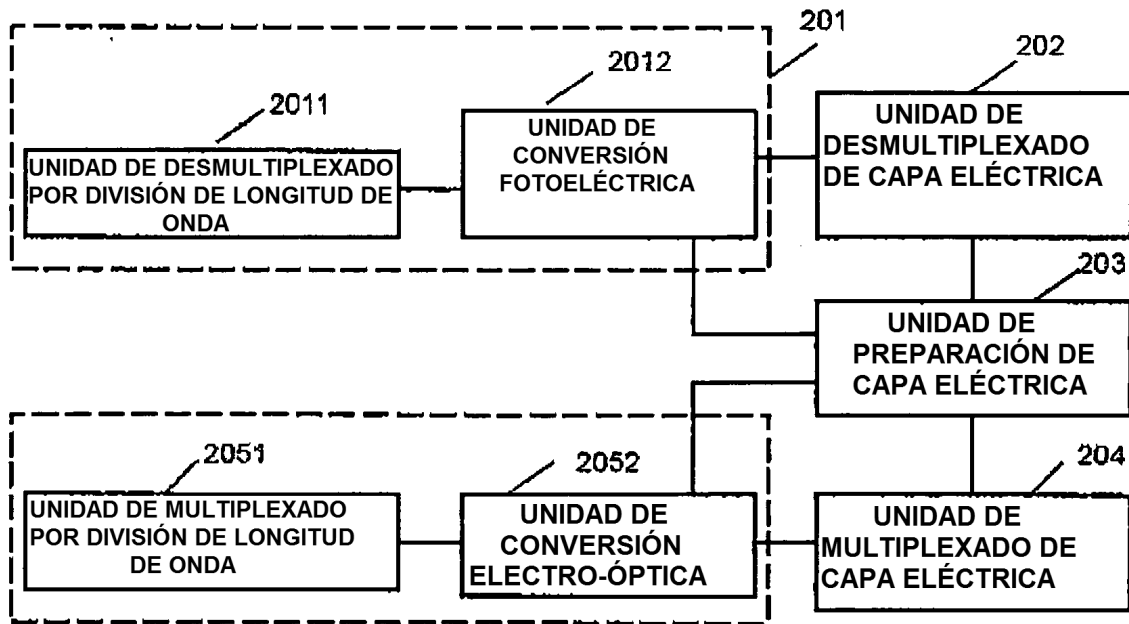 201
2012
202
2011
UNIDAD DE
CONVERSIÓN
FOTOELÉCTRICA
UNIDAD DE
DESMULTIPLEXADO
DE CAPA ELÉCTRICA
UNIDAD DE DESMULTIPLEXADO
POR DIVISIÓN DE LONGITUD DE
ONDA
203
UNIDAD DE
PREPARACIÓN DE
CAPA ELÉCTRICA
2051
2052
204
UNIDAD DE MULTIPLEXADO
POR DIVISIÓN DE LONGITUD
DE ONDA
UNIDAD DE
CONVERSIÓN
ELECTRO-ÓPTICA
UNIDAD DE
MULTIPLEXADO DE
CAPA ELÉCTRICA